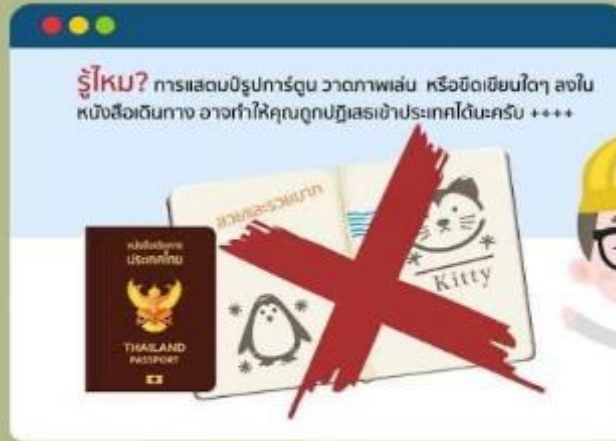 รู้ไหม? การแสตมป์รูปการ์ตูน วาดภาพเล่น หรือขีดเขียนใดๆ ลงใน
หนังสือเดินทาง อาจทำให้คุณถูกปฏิเสธเข้าประเทศได้นะครับ ++++
สวยและรวยมาก
Kitty
หนังสือเดินทาง
ประเทศไทย
THAILAND
PASSPORT